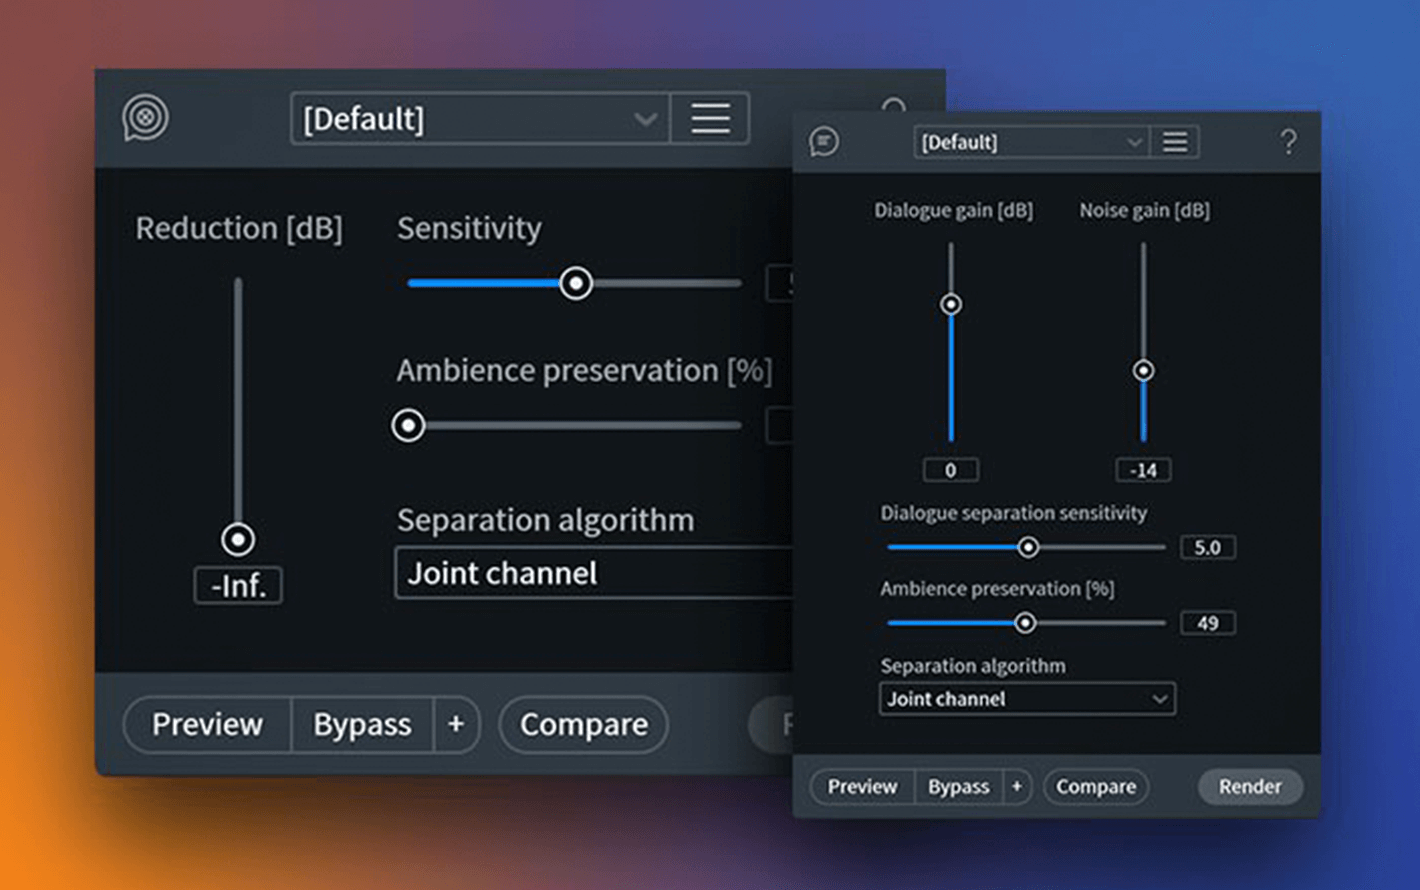 [Default]
Reduction [dB]
Sensitivity
Ambience preservation [%]
Separation algorithm
Joint channel
-Inf.
Preview
Bypass
+
Compare
[Default]
?
Dialogue gain [dB]
Noise gain [dB]
0
-14
Dialogue separation sensitivity
5.0
Ambience preservation [%]
49
Separation algorithm
Joint channel
Preview
Bypass
+
Compare
Render